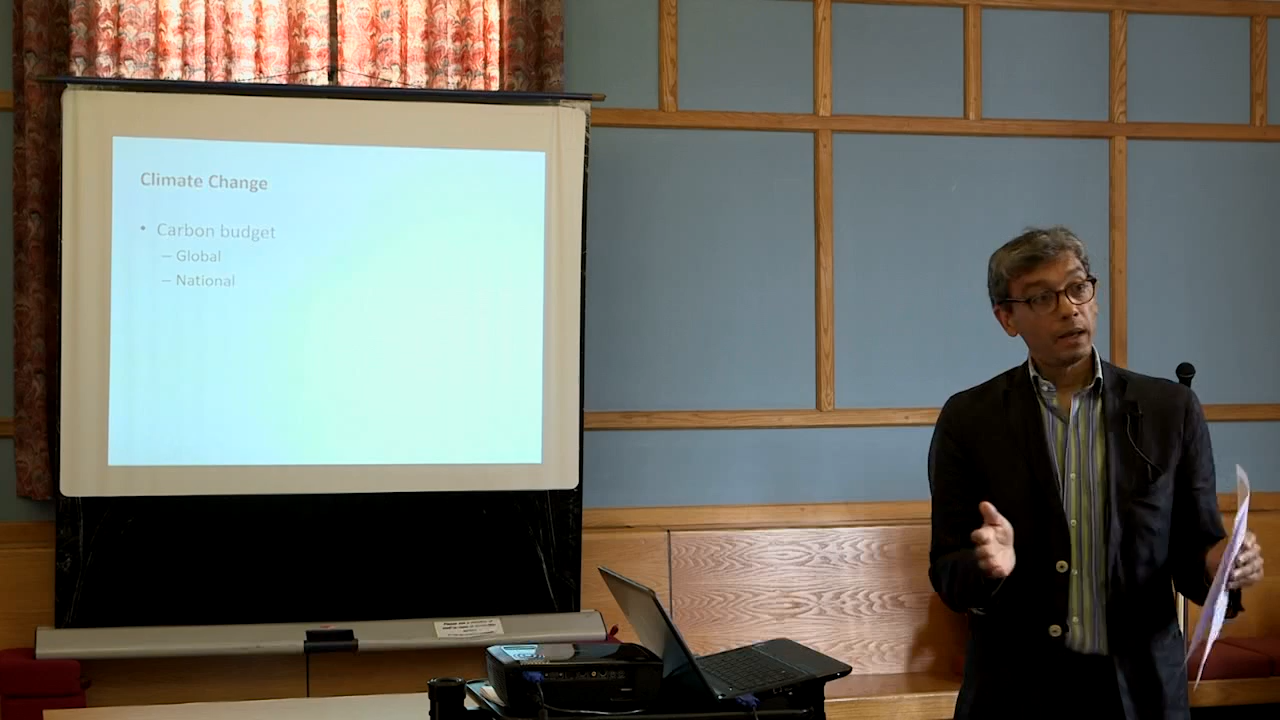 Climate Change
• Carbon budget
– Global
– National